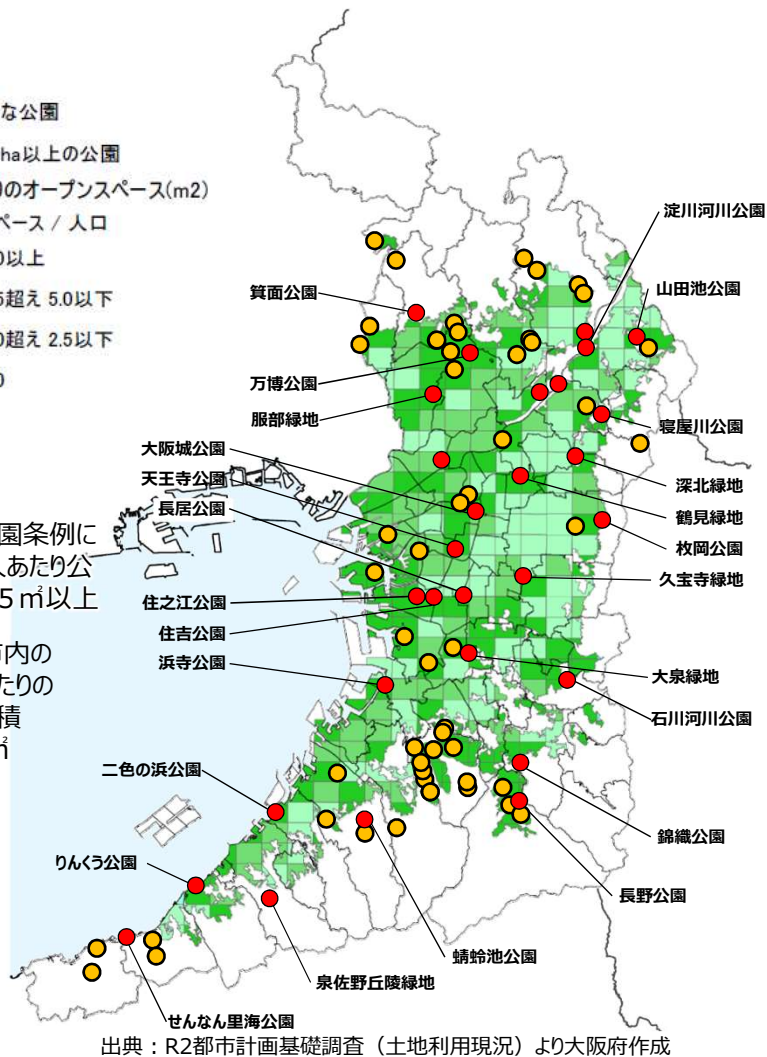 な公園
ha以上の公園
のオープンスペース(m2)
ペース / 人口
以上
超え 5.0以下
超え 2.5以下
淀川河川公園
山田池公園
箕面公園
万博公園
服部緑地
寝屋川公園
大阪城公園
天王寺公園
長居公園
深北緑地
鶴見緑地
枚岡公園
久宝寺緑地
園条例に
あたり公
5㎡以上
住之江公園
住吉公園
浜寺公園
市内の
たりの
積
㎡
大泉緑地
石川河川公園
二色の浜公園
錦織公園
りんくう公園
長野公園
蜻蛉池公園
泉佐野丘陵緑地
せんなん里海公園
出典：R2都市計画基礎調査（土地利用現況）より大阪府作成